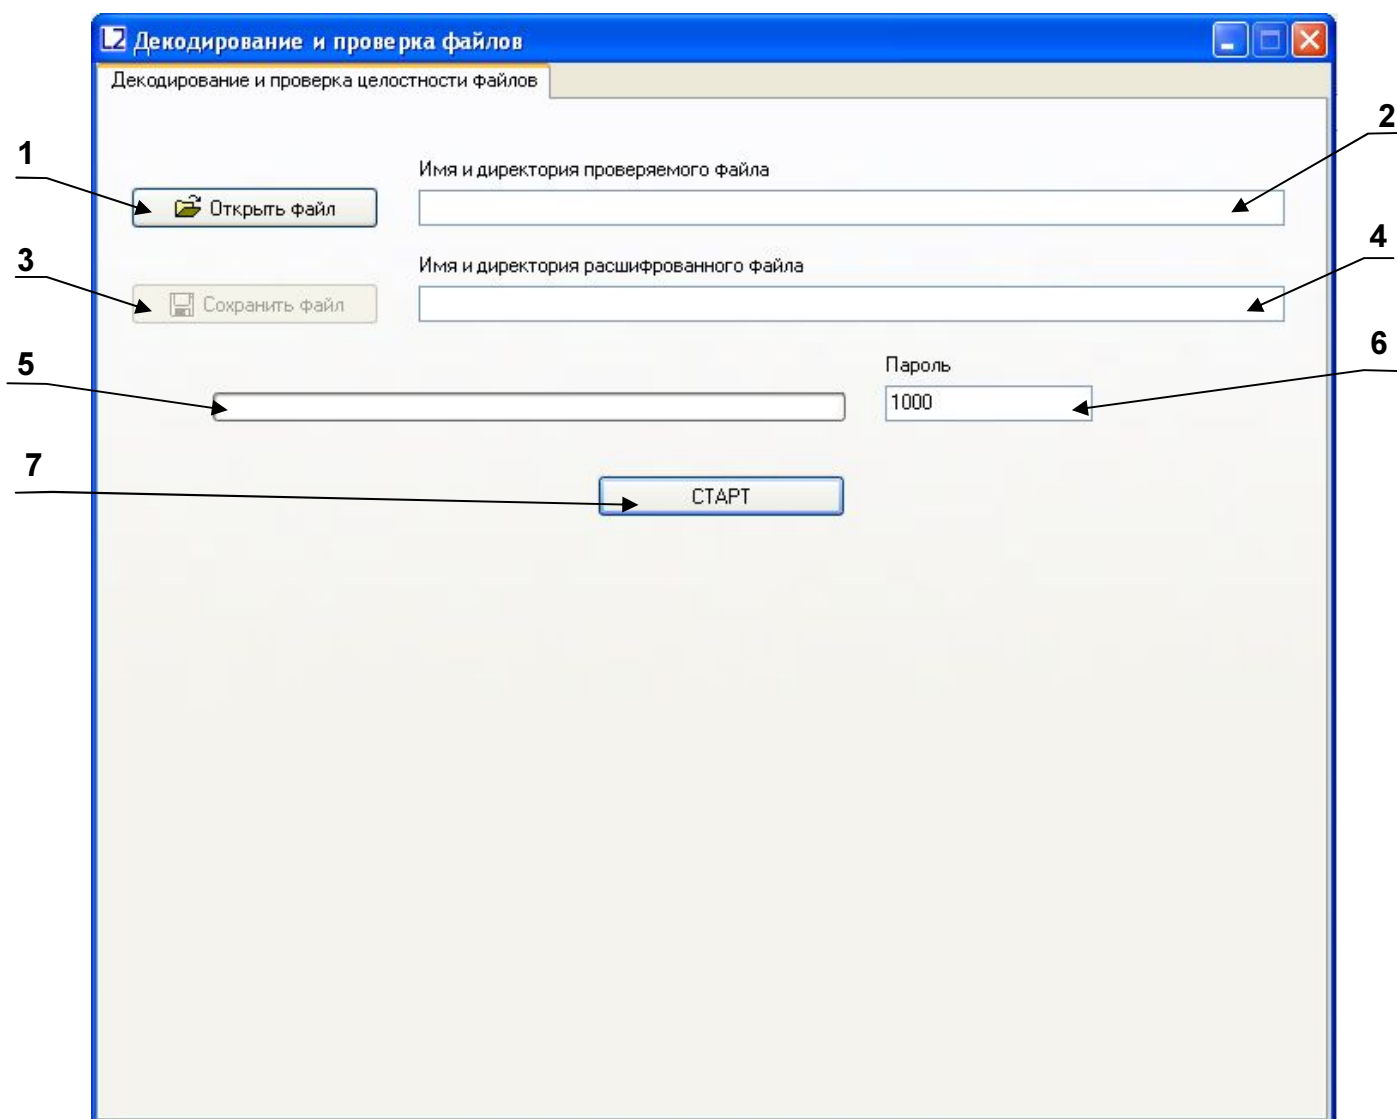 Декодирование и проверка файлов
Декодирование и проверка целостности файлов
2
1
Имя и директория проверяемого файла
Открыть файл
4
3
Имя и директория расшифрованного файла
Сохранить файл
6
5
Пароль
1000
7
СТАРТ